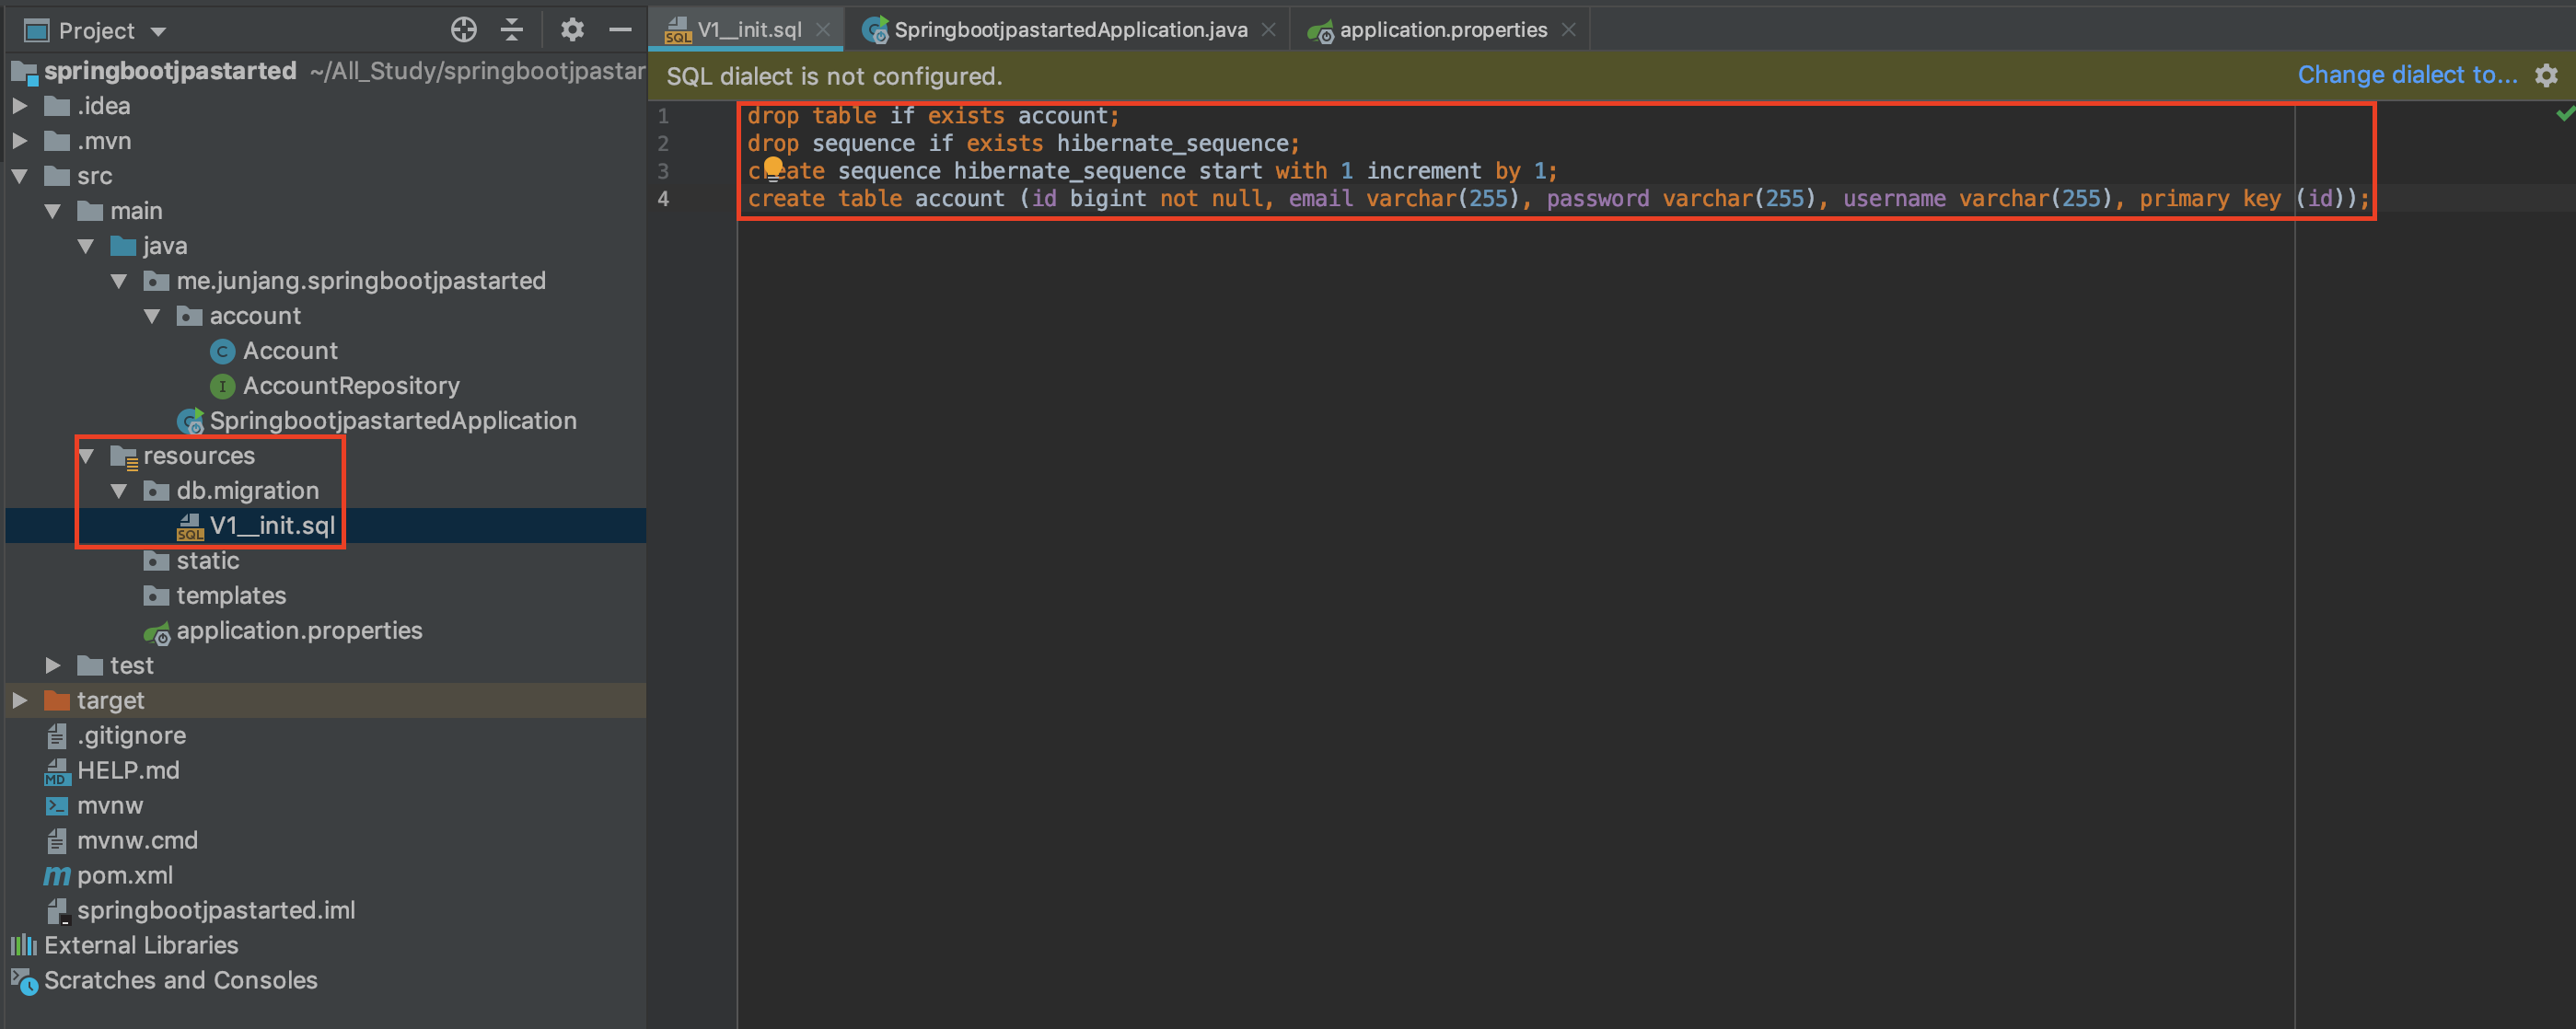 Project
springbootjpastarted ~/All_Study/springbootjpastar
.idea
.mvn
src
main
java
me.junjang.springbootjpastarted
account
Account
AccountRepository
SpringbootjpastartedApplication
resources
db.migration
V1__init.sql
static
templates
application.properties
test
target
.gitignore
HELP.md
mvnw
mvnw.cmd
pom.xml
springbootjpastarted.iml
External Libraries
Scratches and Consoles
V1__init.sql SpringbootjpastartedApplication.java application.properties
SQL dialect is not configured. Change dialect to...
1 drop table if exists account;
2 drop sequence if exists hibernate_sequence;
3 create sequence hibernate_sequence start with 1 increment by 1;
4 create table account (id bigint not null, email varchar(255), password varchar(255), username varchar(255), primary key (id));